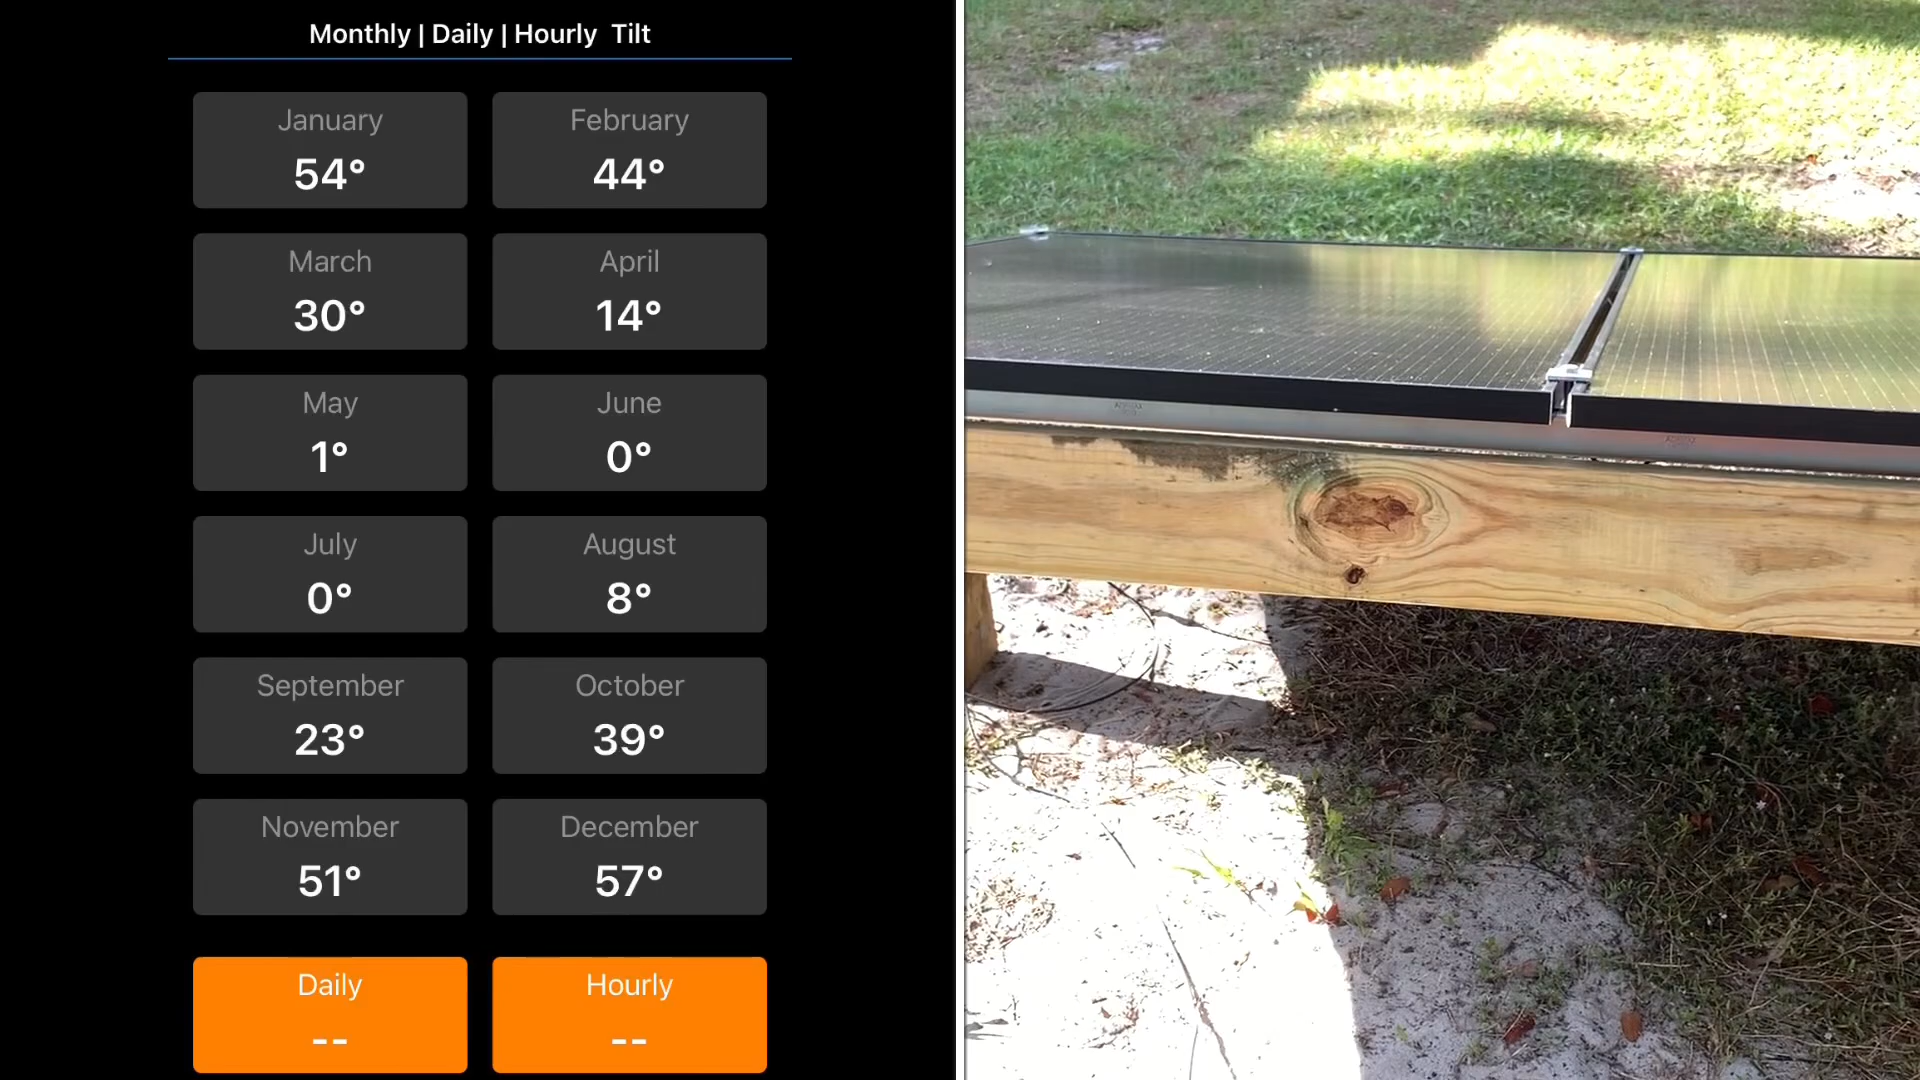 Monthly | Daily | Hourly Tilt
January February
54° 44°
March April
30° 14°
May June
1° 0°
July August
0° 8°
September October
23° 39°
November December
51° 57°
Daily Hourly
-- --